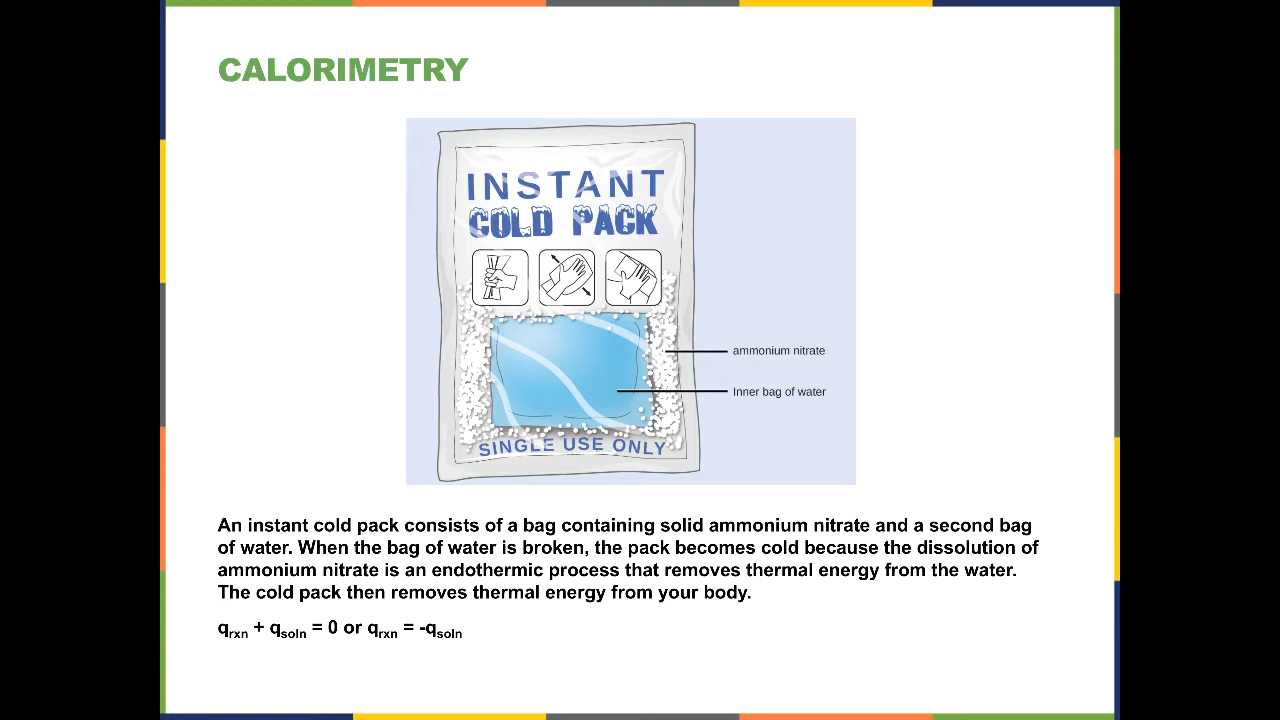 CALORIMETRY
INSTANT
COLD PACK
ammonium nitrate
Inner bag of water
SINGLE USE ONLY
An instant cold pack consists of a bag containing solid ammonium nitrate and a second bag
of water. When the bag of water is broken, the pack becomes cold because the dissolution of
ammonium nitrate is an endothermic process that removes thermal energy from the water.
The cold pack then removes thermal energy from your body.
qrxn + qsoln = 0 or qrxn = -qsoln